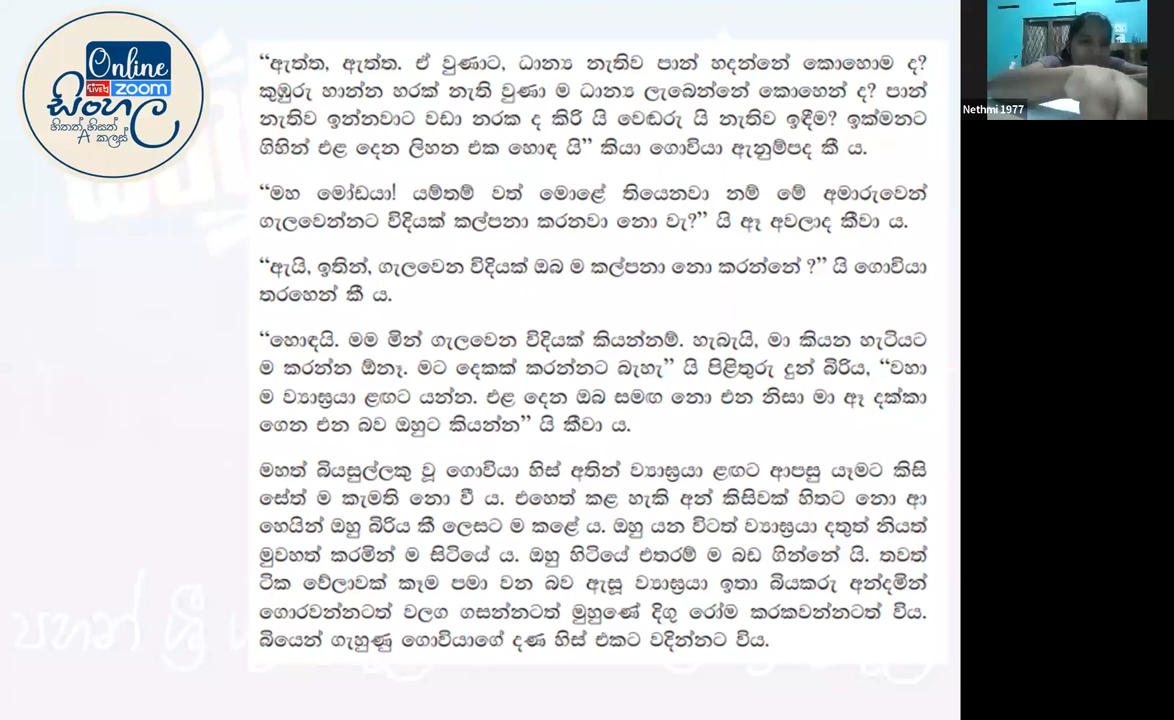 Online
LIVE zoom
සිංහල
හිතත් හිසත්
A කලාස්
Nethmi 1977
“ඇත්ත, ඇත්ත. ඒ වුණාට, ධාන්‍ය නැතිව පාන් හදන්නේ කොහොම ද?
කුඹුරු හාන්න හරක් නැති වුණා ම ධාන්‍ය ලැබෙන්නේ කොහෙන් ද? පාන්
නැතිව ඉන්නවාට වඩා නරක ද කිරි යි වෙඬරු යි නැතිව ඉඳීම? ඉක්මනට
ගිහින් එළ දෙන ලිහන එක හොඳ යි” කියා ගොවියා ඇනුම්පද කී ය.
“මහ මෝඩයා! යම්තම් වත් මොළේ තියෙනවා නම් මේ අමාරුවෙන්
ගැලවෙන්නට විදියක් කල්පනා කරනවා නො වැ?” යි ඈ අවලාද කීවා ය.
“ඇයි, ඉතින්, ගැලවෙන විදියක් ඔබ ම කල්පනා නො කරන්නේ ?” යි ගොවියා
තරහෙන් කී ය.
“හොඳයි. මම මින් ගැලවෙන විදියක් කියන්නම්. හැබැයි, මා කියන හැටියට
ම කරන්න ඕනෑ. මට දෙකක් කරන්නට බැහැ” යි පිළිතුරු දුන් බිරිය, “වහා
ම ව්‍යාඝ්‍රයා ළඟට යන්න. එළ දෙන ඔබ සමඟ නො එන නිසා මා ඈ දක්කා
ගෙන එන බව ඔහුට කියන්න” යි කීවා ය.
මහත් බියසුල්ලකු වූ ගොවියා හිස් අතින් ව්‍යාඝ්‍රයා ළඟට ආපසු යෑමට කිසි
සේත් ම කැමති නො වී ය. එහෙත් කළ හැකි අන් කිසිවක් හිතට නො ආ
හෙයින් ඔහු බිරිය කී ලෙසට ම කළේ ය. ඔහු යන විටත් ව්‍යාඝ්‍රයා දතුත් නියත්
මුවහත් කරමින් ම සිටියේ ය. ඔහු හිටියේ එතරම් ම බඩ ගින්නේ යි. තවත්
ටික වේලාවක් කෑම පමා වන බව ඇසූ ව්‍යාඝ්‍රයා ඉතා බියකරු අන්දමින්
ගොරවන්නටත් වලග ගසන්නටත් මුහුණේ දිගු රෝම කරකවන්නටත් විය.
බියෙන් ගැහුණු ගොවියාගේ දණ හිස් එකට වදින්නට විය.
පහන් ශ්‍රී